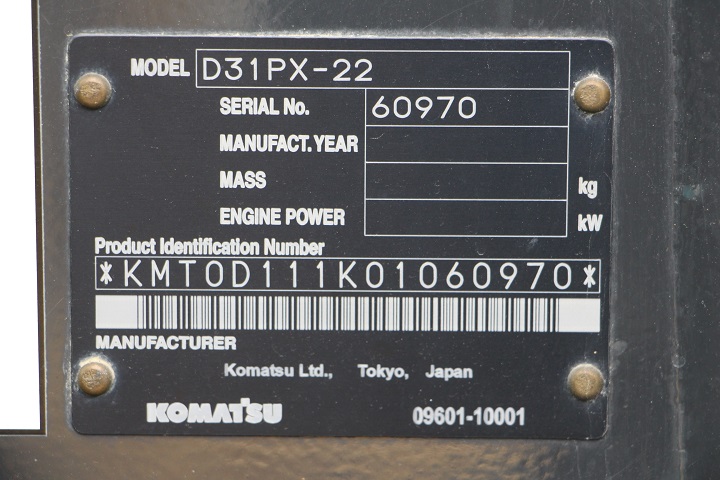 MODEL D31PX-22
SERIAL No. 60970
MANUFACT. YEAR
MASS kg
ENGINE POWER kW
Product Identification Number
*KMT0D111K01060970*
MANUFACTURER
Komatsu Ltd., Tokyo, Japan
KOMATSU 09601-10001